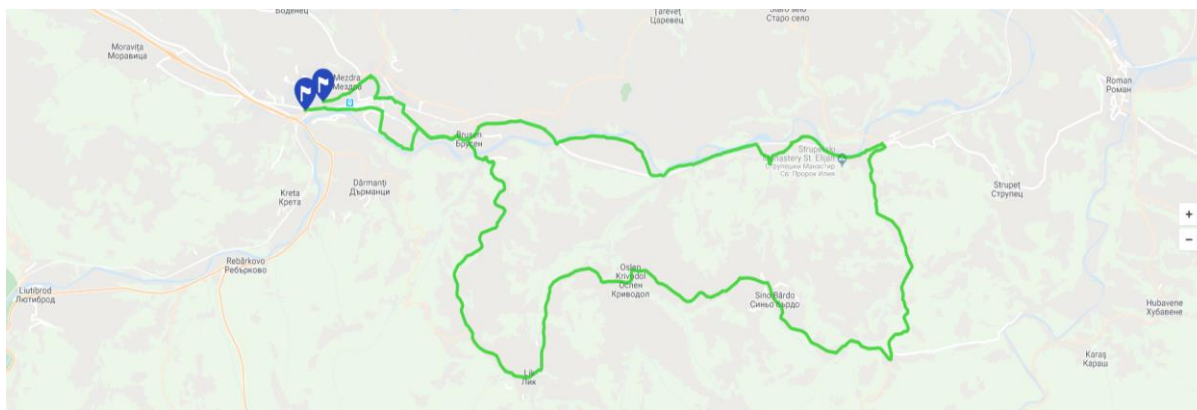 Боденец
Țareveț
Царевец
Staro selo
Старо село
Moravița
Моравица
Mezdra
Мездра
Roman
Роман
Brusen
Брусен
Strupetski
Monastery St. Elijah
Струпецки Манастир
Св. Пророк Илия
Strupeț
Струпец
Dărmanți
Дърманци
Kreta
Крета
Rebărkovo
Ребърково
Liutibrod
Лютиброд
Oslen
Krivodol
Ослен
Криводол
Sino Bărdo
Синьо бърдо
Hubavene
Хубавене
Karaș
Караш
Lik
Лик
+
−